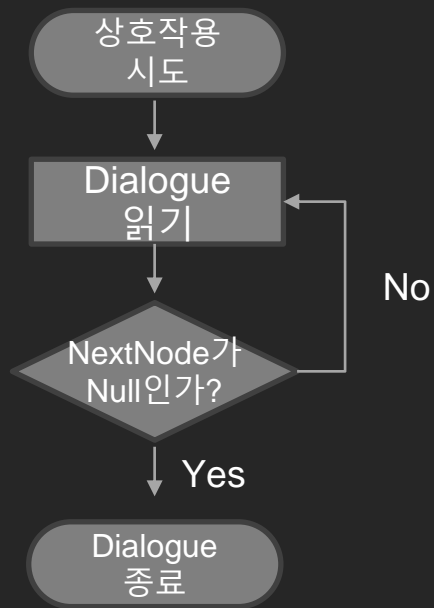 상호작용
시도
Dialogue
읽기
No
NextNode가
Null인가?
Yes
Dialogue
종료